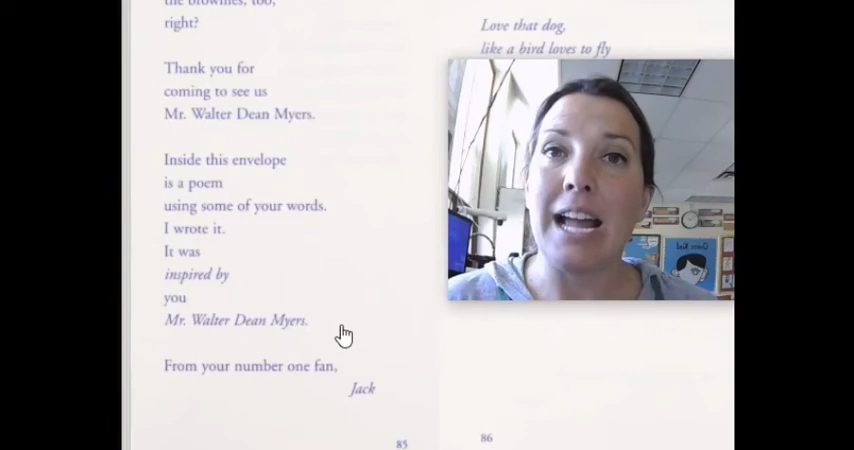 the brownies, too,
right?
Thank you for
coming to see us
Mr. Walter Dean Myers.
Inside this envelope
is a poem
using some of your words.
I wrote it.
It was
inspired by
you
Mr. Walter Dean Myers.
From your number one fan,
Jack
85
Love that dog,
like a bird loves to fly
86